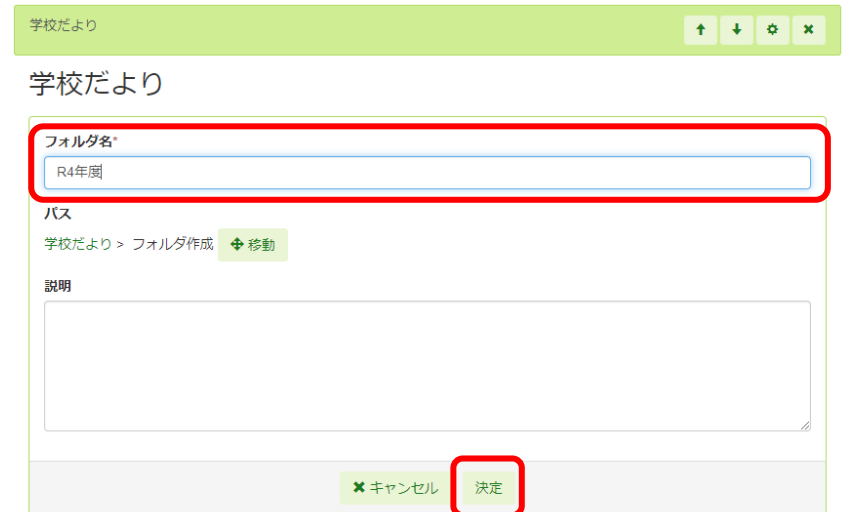 学校だより
学校だより
フォルダ名*
R4年度
パス
学校だより > フォルダ作成 移動
説明
キャンセル 決定